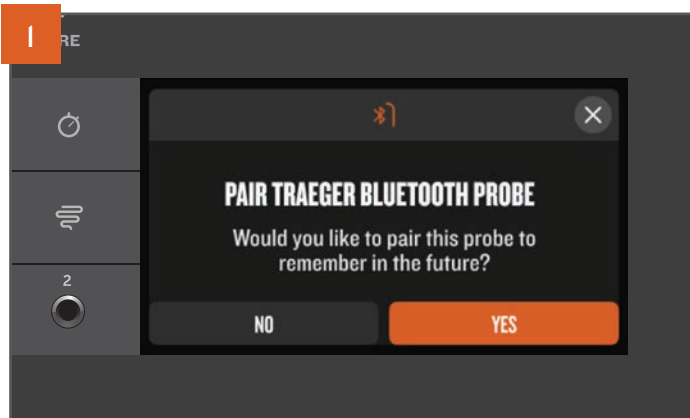 1
RE
PAIR TRAEGER BLUETOOTH PROBE
Would you like to pair this probe to
remember in the future?
2
NO
YES